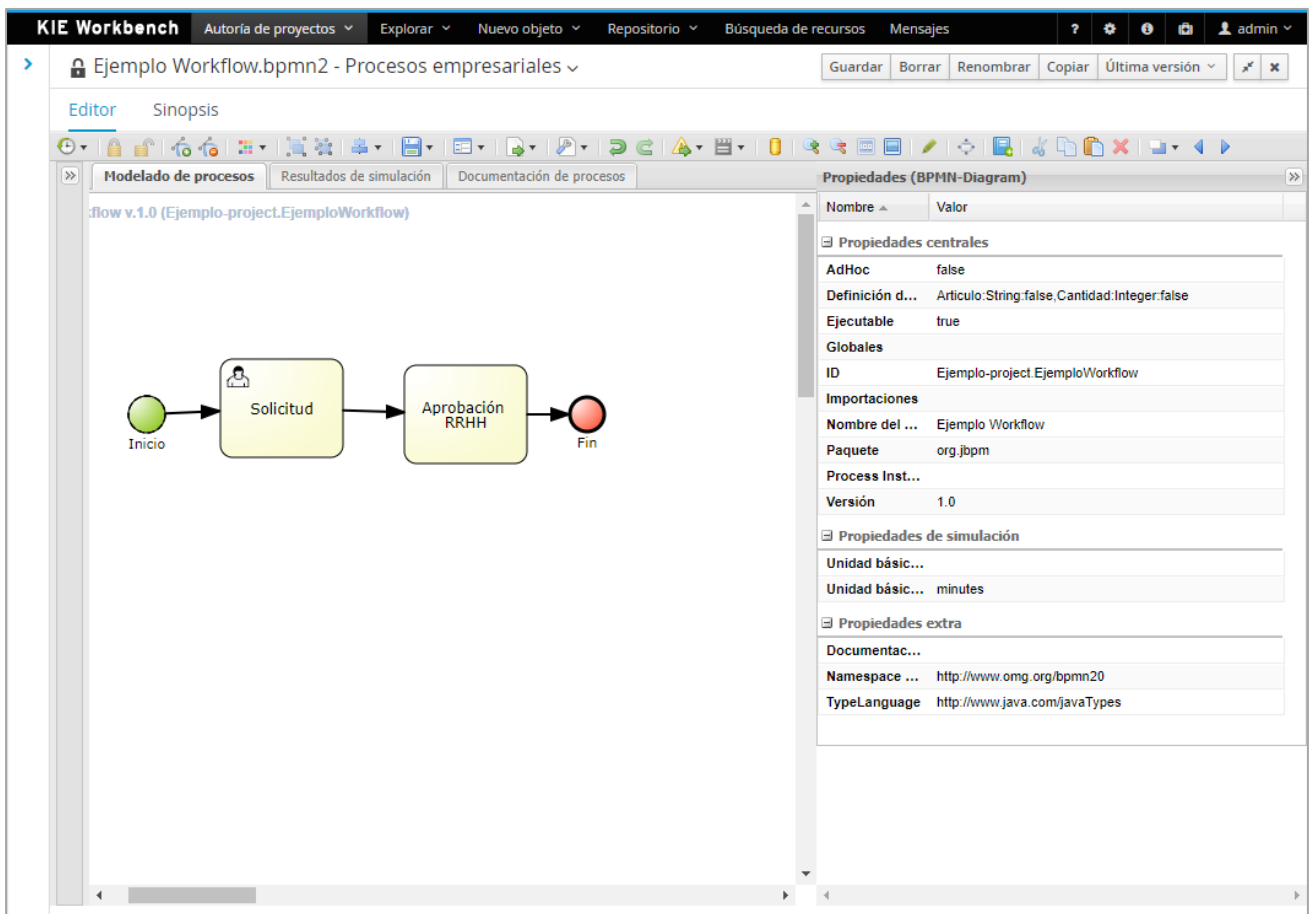 KIE Workbench Autoría de proyectos Explorar Nuevo objeto Repositorio Búsqueda de recursos Mensajes ? admin
Ejemplo Workflow.bpmn2 - Procesos empresariales Guardar Borrar Renombrar Copiar Última versión
Editor Sinopsis
Modelado de procesos Resultados de simulación Documentación de procesos
flow v.1.0 (Ejemplo-project.EjemploWorkflow)
Solicitud
Aprobación
RRHH
Inicio
Fin
Propiedades (BPMN-Diagram)
Nombre Valor
Propiedades centrales
AdHoc false
Definición d... Articulo:String:false,Cantidad:Integer:false
Ejecutable true
Globales
ID Ejemplo-project.EjemploWorkflow
Importaciones
Nombre del ... Ejemplo Workflow
Paquete org.jbpm
Process Inst...
Versión 1.0
Propiedades de simulación
Unidad básic...
Unidad básic... minutes
Propiedades extra
Documentac...
Namespace ... http://www.omg.org/bpmn20
TypeLanguage http://www.java.com/javaTypes